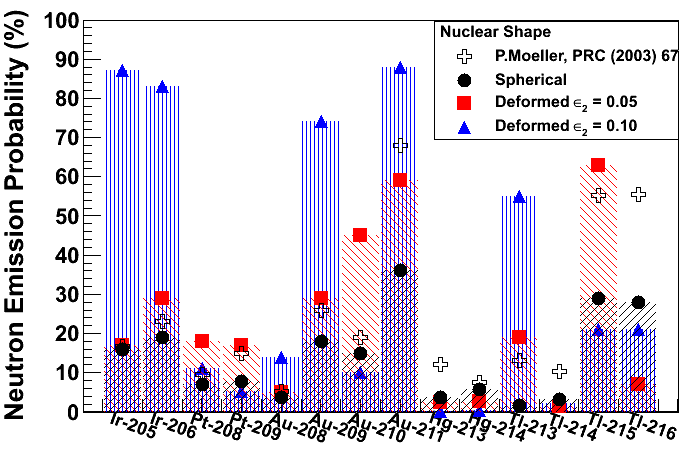 Neutron Emission Probability (%)
100
90
80
70
60
50
40
30
20
10
0
Nuclear Shape
P.Moeller, PRC (2003) 67
Spherical
Deformed ∈₂ = 0.05
Deformed ∈₂ = 0.10
Ir-205 Ir-206 Pt-208 Pt-209 Au-208 Au-209 Au-210 Au-211 Hg-213 Hg-214 Tl-213 Tl-214 Tl-215 Tl-216